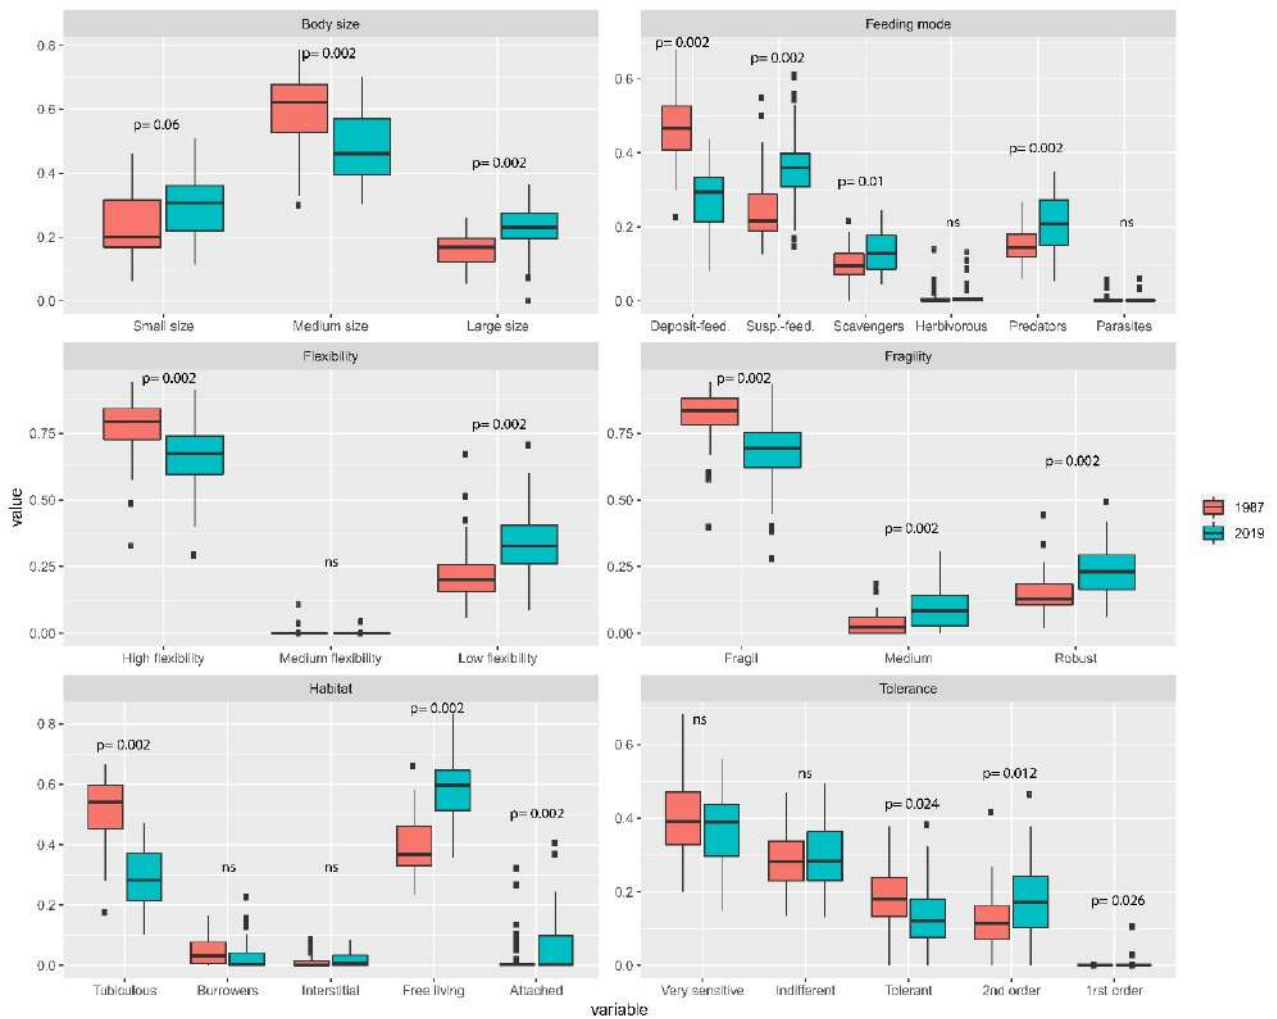 Body size
Feeding mode
0.8
0.6
0.4
0.2
0.0
p= 0.06
p= 0.002
p= 0.002
Small size
Medium size
Large size
0.6
0.4
0.2
0.0
p= 0.002
p= 0.002
p= 0.01
ns
p= 0.002
ns
Deposit-feed.
Susp.-feed.
Scavengers
Herbivorous
Predators
Parasites
Flexibility
Fragility
value
0.75
0.50
0.25
0.00
p= 0.002
ns
p= 0.002
High flexibility
Medium flexibility
Low flexibility
0.75
0.50
0.25
0.00
p= 0.002
p= 0.002
p= 0.002
Fragil
Medium
Robust
1987
2019
Habitat
Tolerance
0.8
0.6
0.4
0.2
0.0
p= 0.002
ns
ns
p= 0.002
p= 0.002
Tubiculous
Burrowers
Interstitial
Free living
Attached
0.6
0.4
0.2
0.0
ns
ns
p= 0.024
p= 0.012
p= 0.026
Very sensitive
Indifferent
Tolerant
2nd order
1rst order
variable